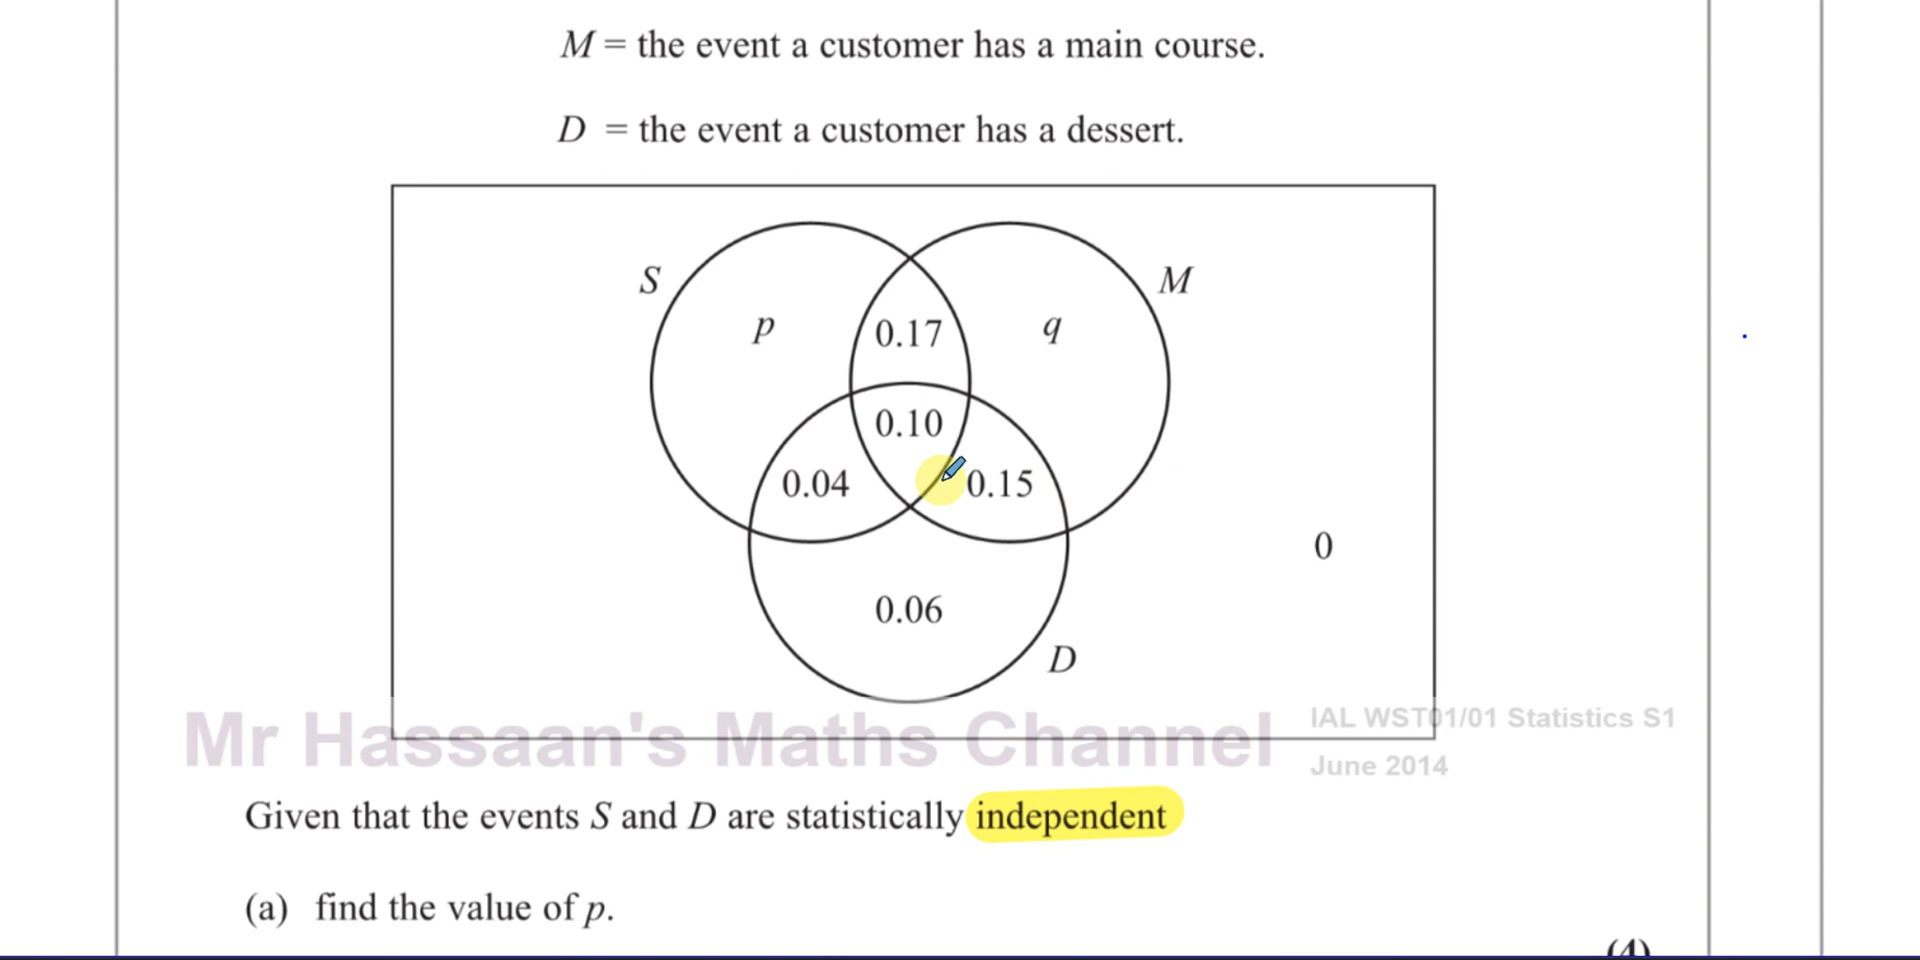 M = the event a customer has a main course.
D = the event a customer has a dessert.
S
M
p
0.17
q
0.10
0.04
0.15
0
0.06
D
Mr Hassaan's Maths Channel
IAL WST01/01 Statistics S1
June 2014
Given that the events S and D are statistically independent
(a) find the value of p.
(4)